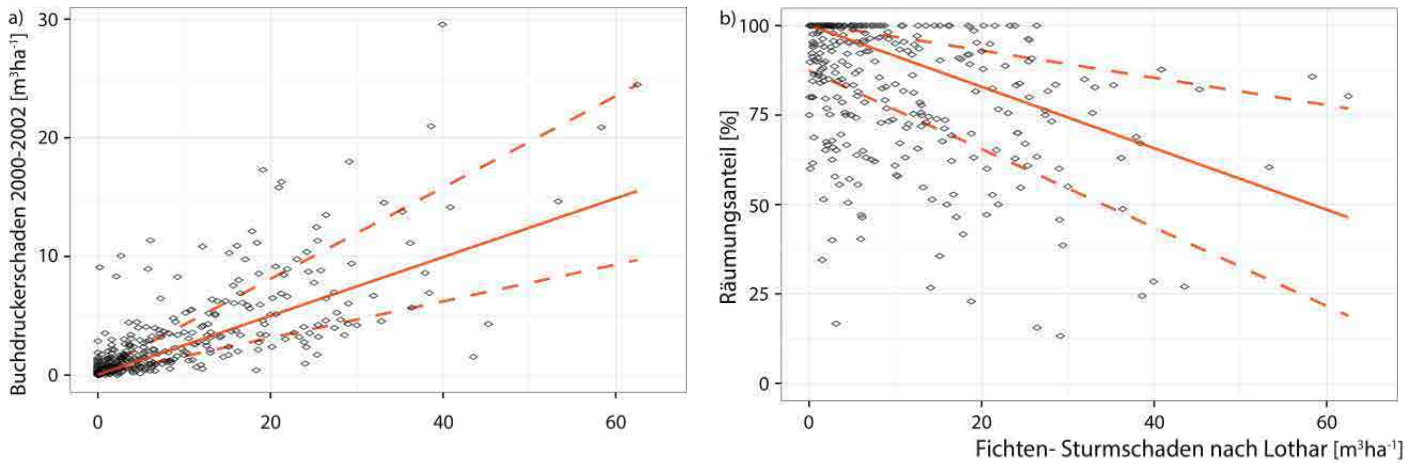 a)
Buchdruckerschaden 2000-2002 [m³ha⁻¹]
30
20
10
0
0 20 40 60
b)
Räumungsanteil [%]
100
75
50
25
0
0 20 40 60
Fichten- Sturmschaden nach Lothar [m³ha⁻¹]